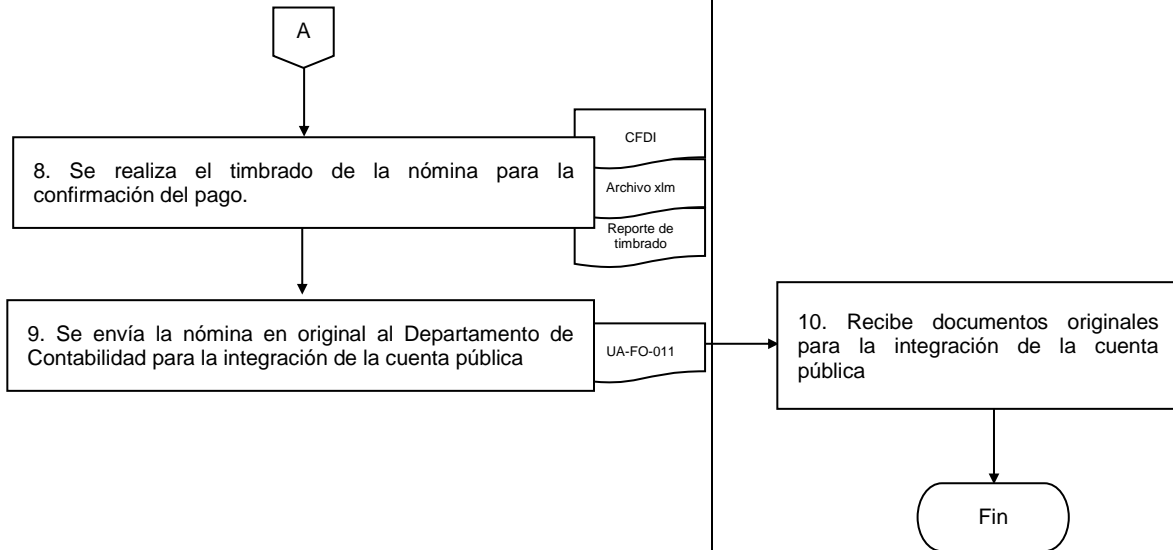 A
8. Se realiza el timbrado de la nómina para la
confirmación del pago.
CFDI
Archivo xlm
Reporte de
timbrado
9. Se envía la nómina en original al Departamento de
Contabilidad para la integración de la cuenta pública
UA-FO-011
10. Recibe documentos originales
para la integración de la cuenta
pública
Fin